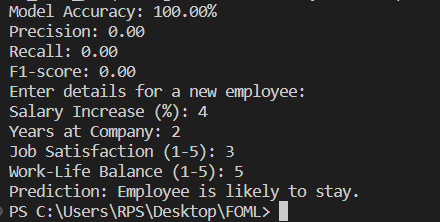 Model Accuracy: 100.00%
Precision: 0.00
Recall: 0.00
F1-score: 0.00
Enter details for a new employee:
Salary Increase (%): 4
Years at Company: 2
Job Satisfaction (1-5): 3
Work-Life Balance (1-5): 5
Prediction: Employee is likely to stay.
PS C:\Users\RPS\Desktop\FOML>